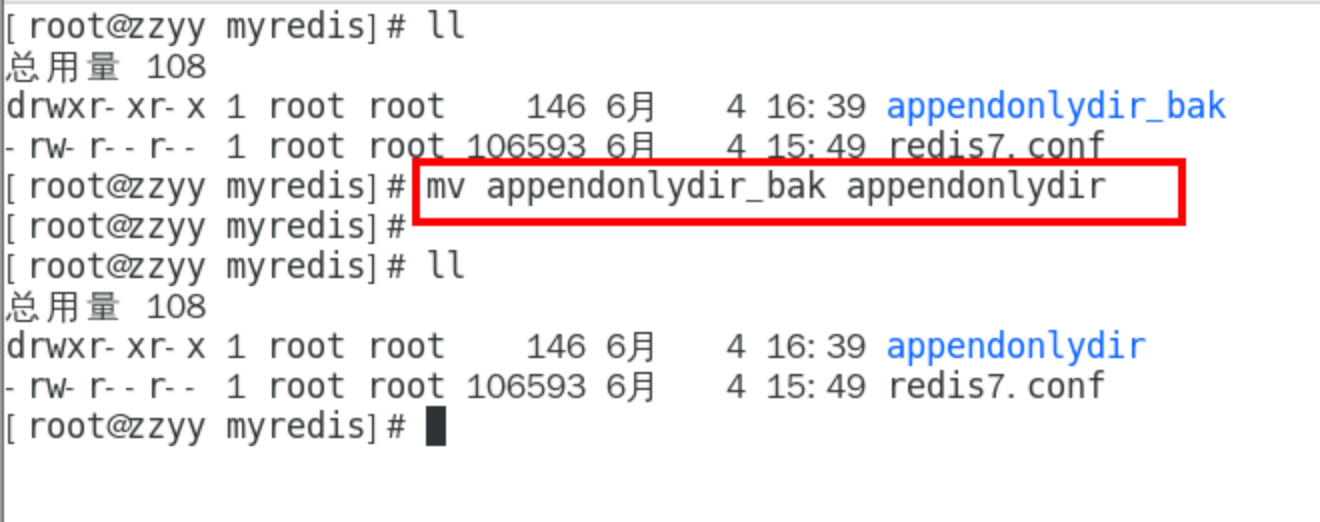 [root@zzyy myredis]# ll
总用量 108
drwxr-xr-x 1 root root    146 6月   4 16:39 appendonlydir_bak
-rw-r--r-- 1 root root 106593 6月   4 15:49 redis7.conf
[root@zzyy myredis]# mv appendonlydir_bak appendonlydir
[root@zzyy myredis]#
[root@zzyy myredis]# ll
总用量 108
drwxr-xr-x 1 root root    146 6月   4 16:39 appendonlydir
-rw-r--r-- 1 root root 106593 6月   4 15:49 redis7.conf
[root@zzyy myredis]#